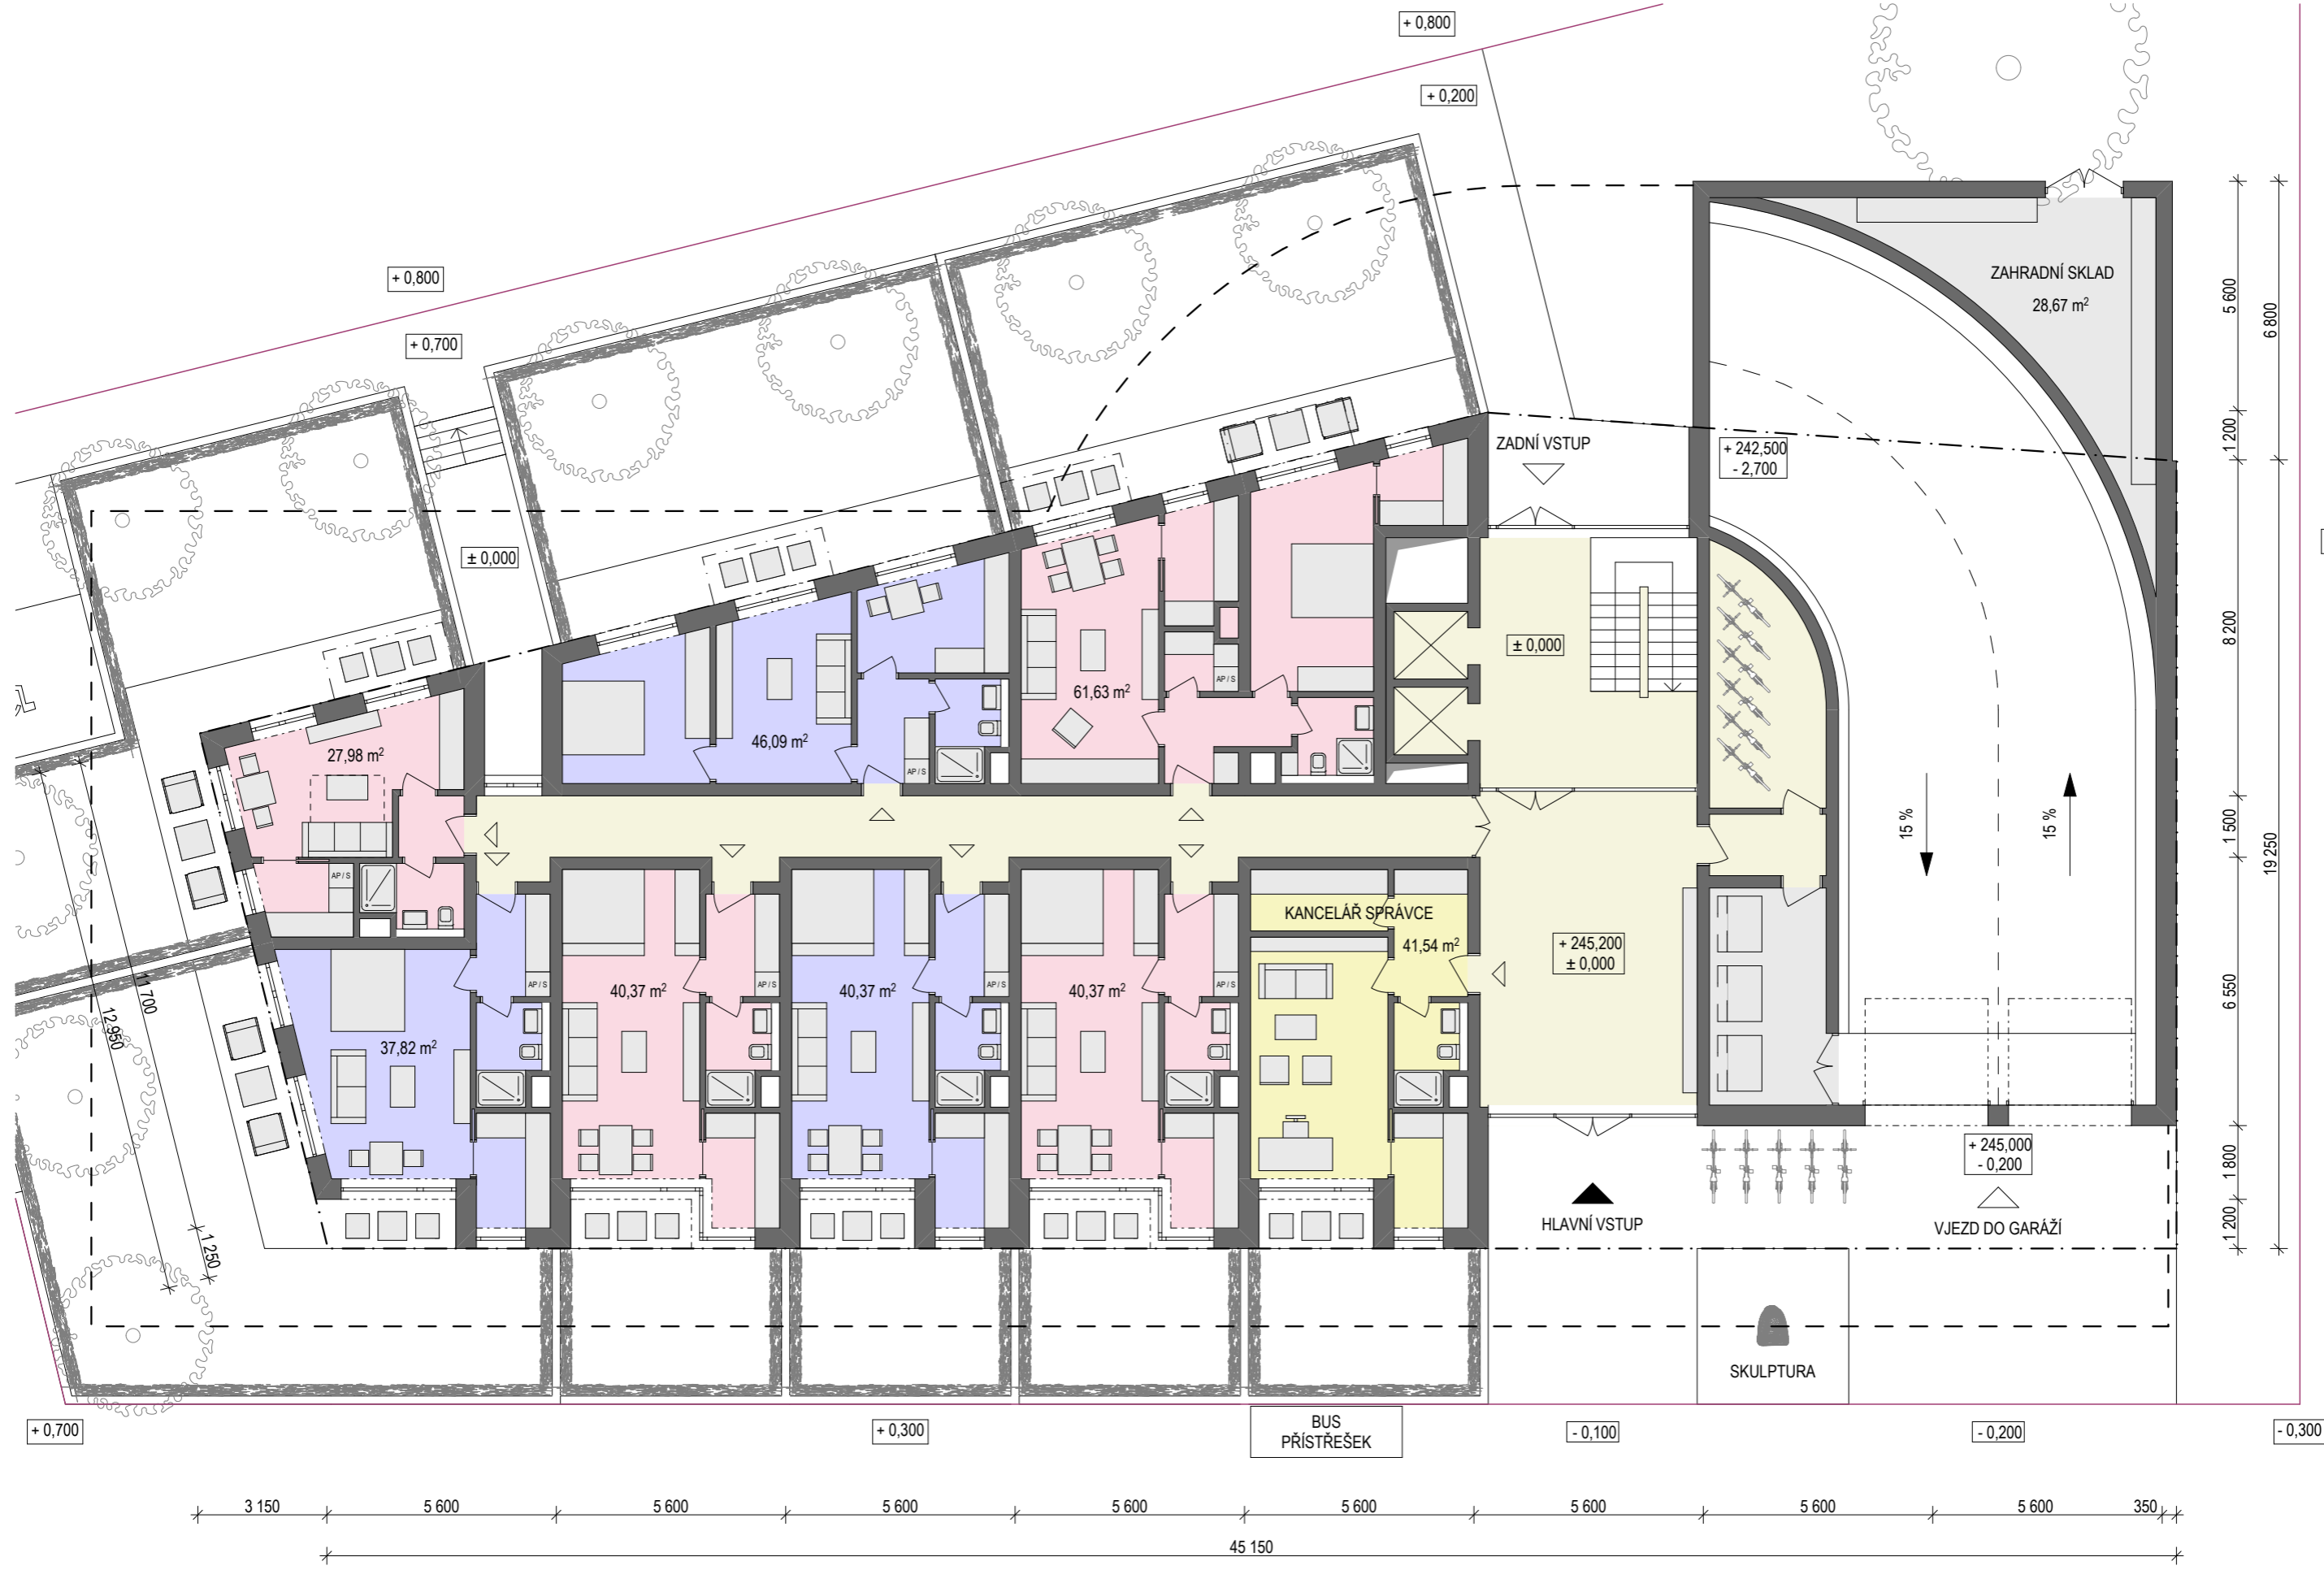 + 0,800
+ 0,200
+ 0,800
+ 0,700
ZAHRADNÍ SKLAD
28,67 m²
5 600
6 800
1 200
ZADNÍ VSTUP
+ 242,500
- 2,700
± 0,000
± 0,000
8 200
61,63 m²
AP / S
46,09 m²
AP / S
27,98 m²
AP / S
15 %
15 %
1 500
19 250
KANCELÁŘ SPRÁVCE
41,54 m²
+ 245,200
± 0,000
AP / S
AP / S
AP / S
AP / S
40,37 m²
40,37 m²
40,37 m²
37,82 m²
11 700
12 950
6 550
+ 245,000
- 0,200
1 800
HLAVNÍ VSTUP
VJEZD DO GARÁŽÍ
1 200
1 250
SKULPTURA
+ 0,700
+ 0,300
BUS
PŘÍSTŘEŠEK
- 0,100
- 0,200
- 0,300
3 150
5 600
5 600
5 600
5 600
5 600
5 600
5 600
5 600
350
45 150